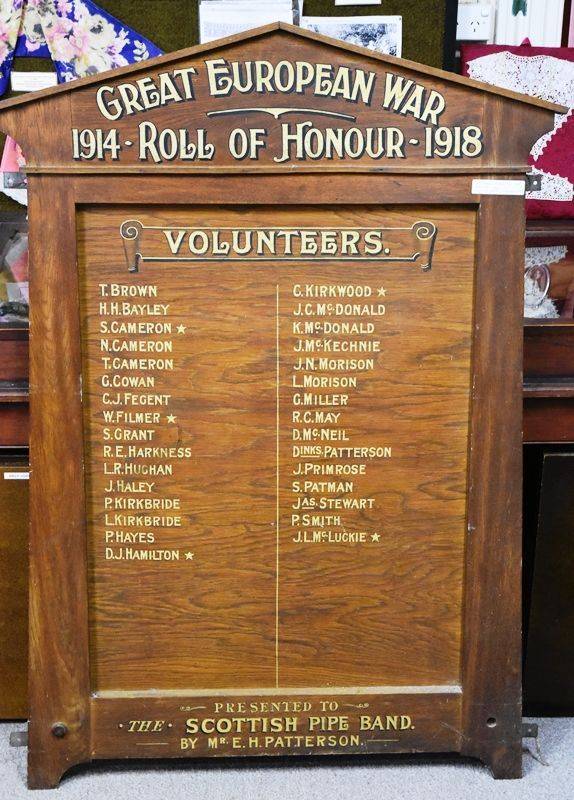 GREAT EUROPEAN WAR
1914 - ROLL OF HONOUR - 1918
VOLUNTEERS.
T. BROWN
H.H. BAYLEY
S. CAMERON ★
N. CAMERON
T. CAMERON
G. COWAN
C.J. FEGENT
W. FILMER ★
S. GRANT
R.E. HARKNESS
L.R. HUGHAN
J. HALEY
P. KIRKBRIDE
L. KIRKBRIDE
P. HAYES
D.J. HAMILTON ★
C. KIRKWOOD ★
J.C. McDONALD
K. McDONALD
J. McKECHNIE
J.N. MORISON
L. MORISON
G. MILLER
R.C. MAY
D. McNEIL
DINKS. PATTERSON
J. PRIMROSE
S. PATMAN
JAS. STEWART
P. SMITH
J.L. McLUCKIE ★
PRESENTED TO
· THE · SCOTTISH PIPE BAND.
BY MR. E.H. PATTERSON.